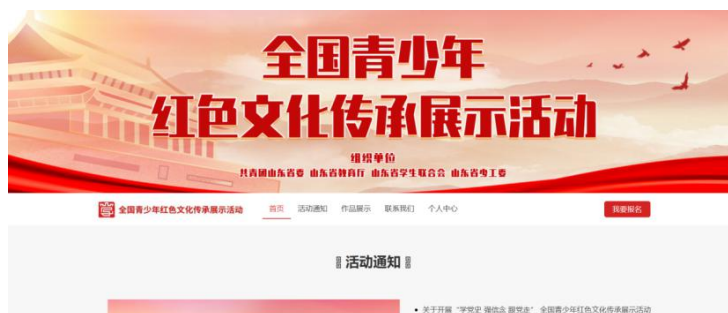 全国青少年
红色文化传承展示活动
组织单位
共青团山东省委 山东省教育厅 山东省学生联合会 山东省少工委
全国青少年红色文化传承展示活动 首页 活动通知 作品展示 联系我们 个人中心 我要报名
活动通知
• 关于开展“学党史 强信念 跟党走” 全国青少年红色文化传承展示活动